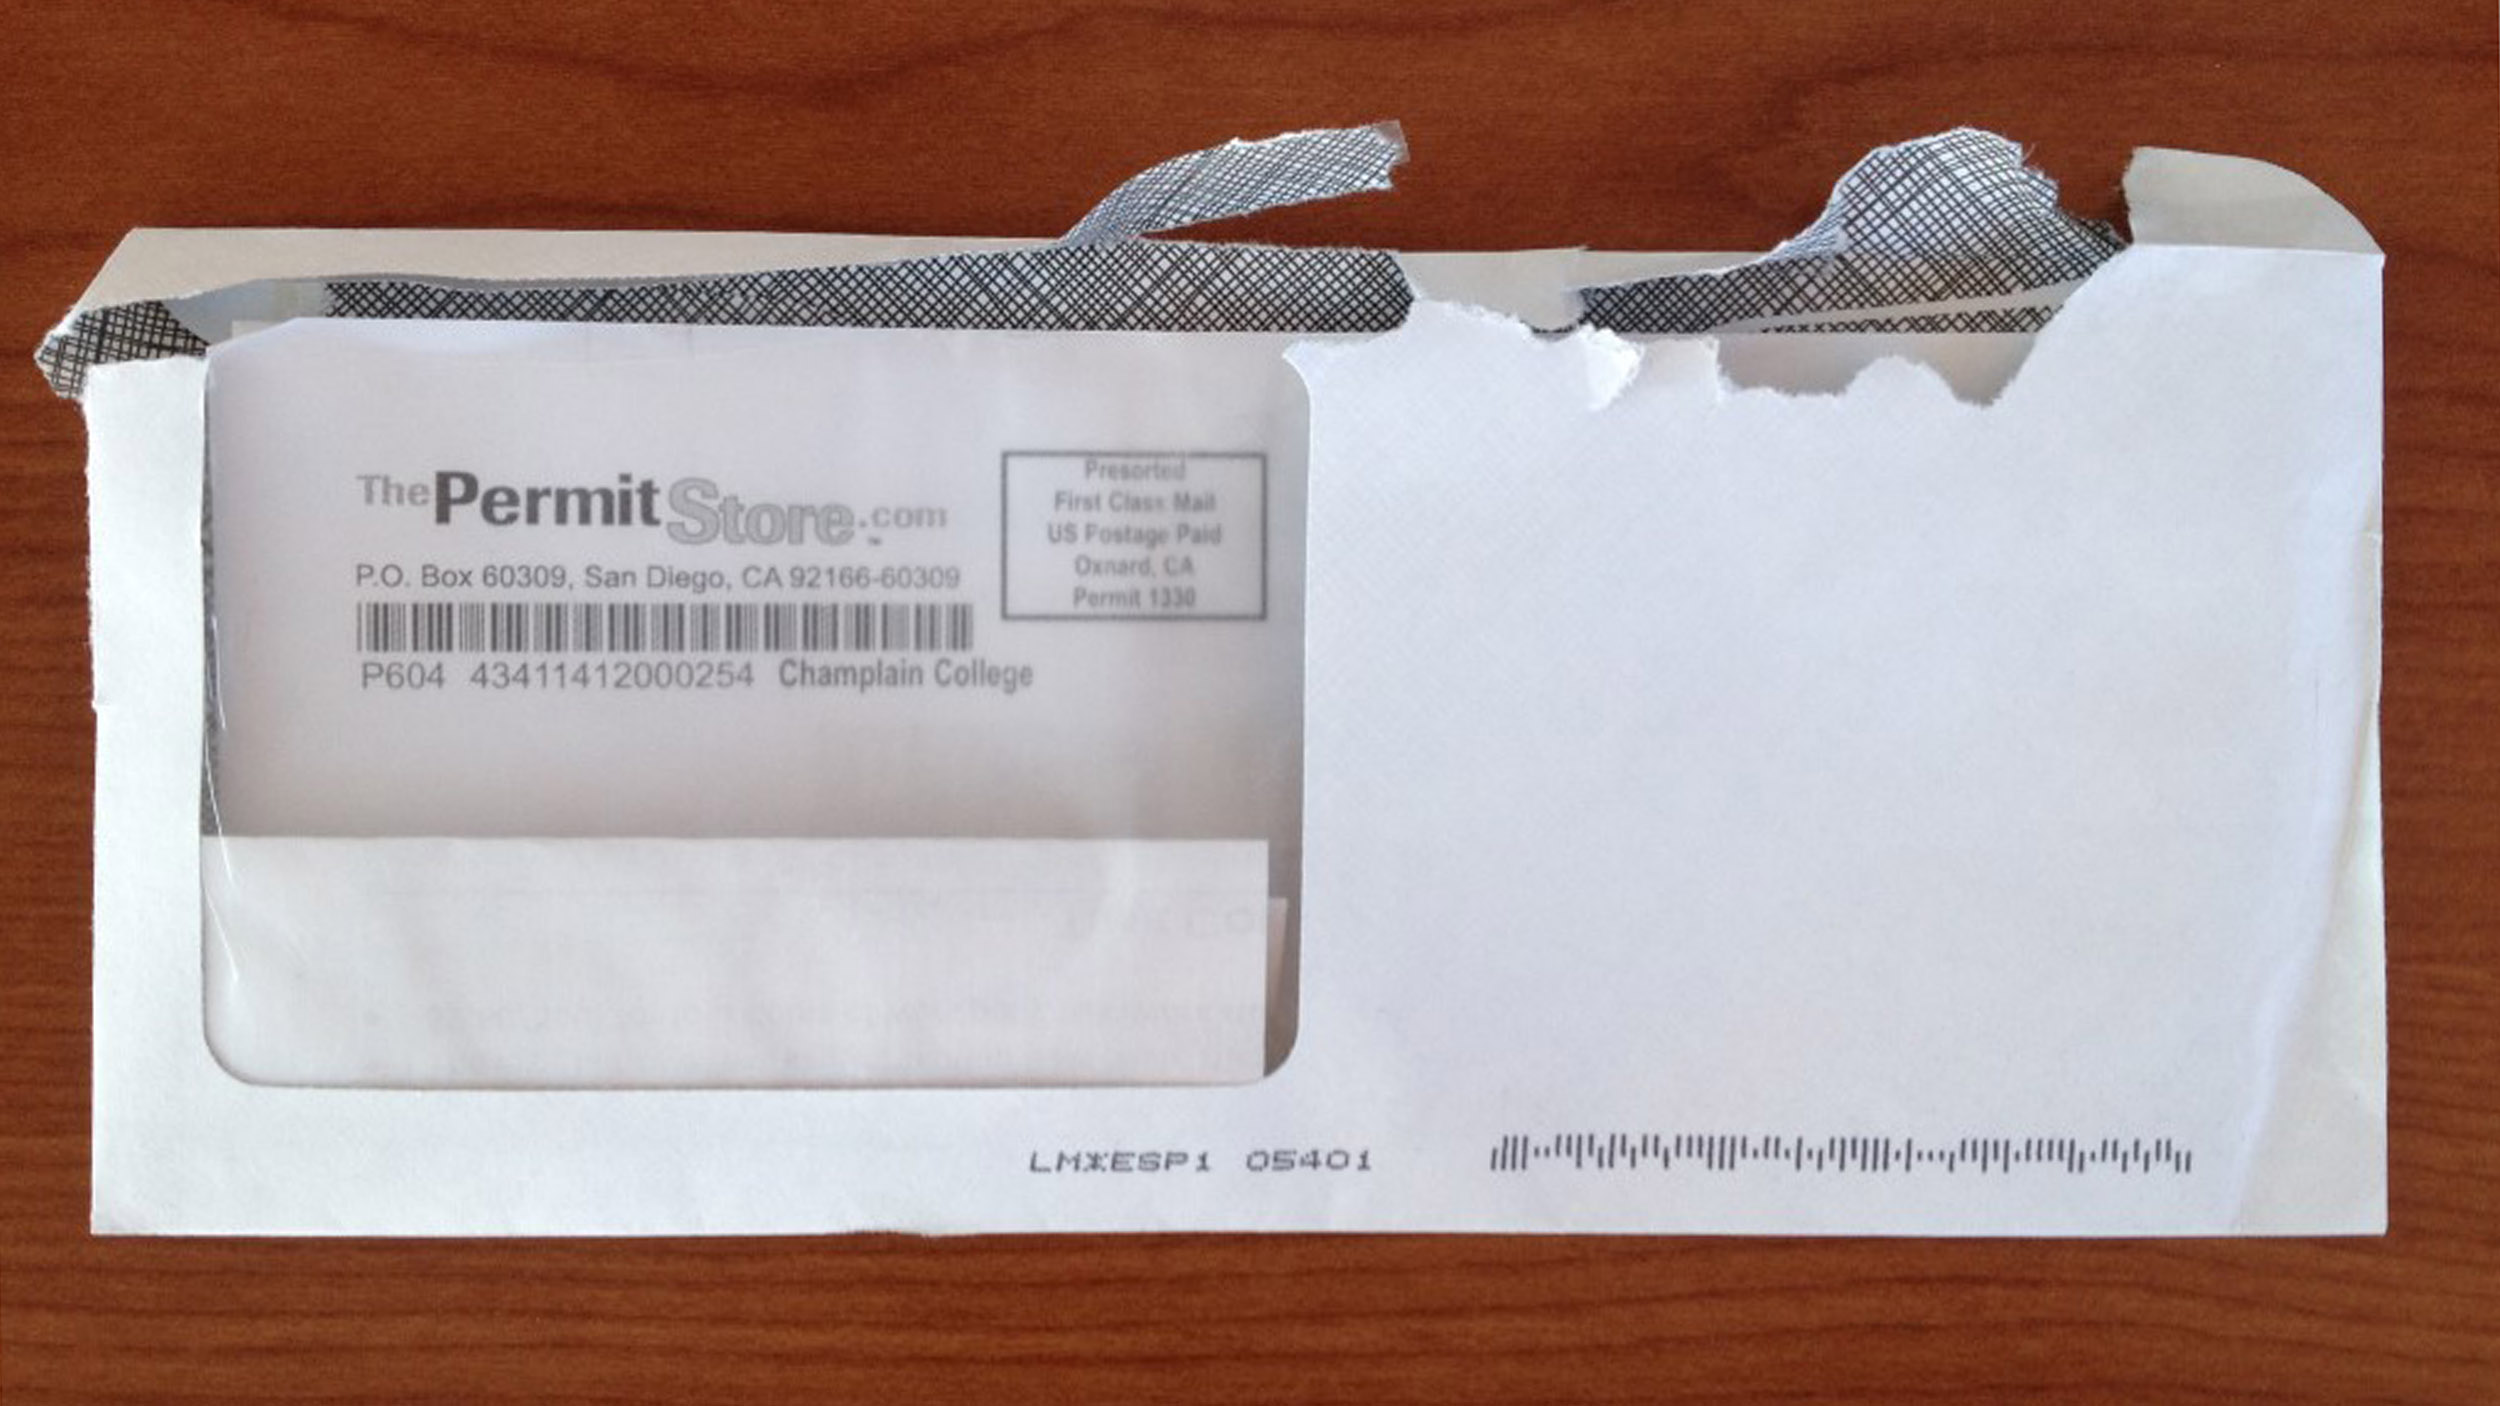 ThePermitStore.com™
P.O. Box 60309, San Diego, CA 92166-60309
P604 43411412000254 Champlain College
Presorted
First Class Mail
US Postage Paid
Oxnard, CA
Permit 1330
LMXESP1 05401